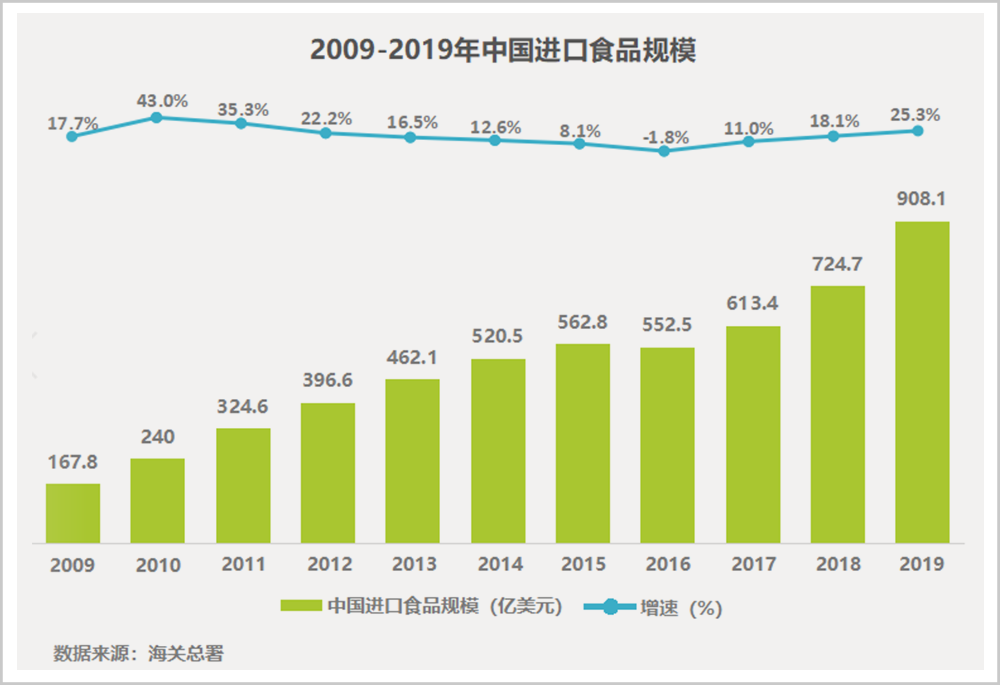 2009-2019年中国进口食品规模
17.7% 43.0% 35.3% 22.2% 16.5% 12.6% 8.1% -1.8% 11.0% 18.1% 25.3%
167.8 240 324.6 396.6 462.1 520.5 562.8 552.5 613.4 724.7 908.1
2009 2010 2011 2012 2013 2014 2015 2016 2017 2018 2019
中国进口食品规模（亿美元） 增速（%）
数据来源：海关总署